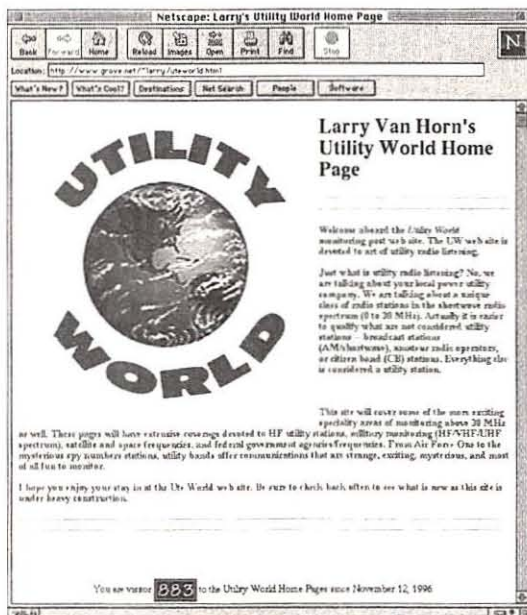 Netscape: Larry's Utility World Home Page
Back Forward Home Reload Images Open Print Find Stop
N
Location: http://www.grove.net/~larry/uteworld.html
What's New? What's Cool? Destinations Net Search People Software
UTILITY
WORLD
Larry Van Horn's
Utility World Home
Page
Welcome aboard the Utility World
monitoring post web site. The UW web site is
devoted to art of utility radio listening.
Just what is utility radio listening? No, we
are talking about your local power utility
company. We are talking about a unique
class of radio stations in the shortwave radio
spectrum (0 to 30 MHz). Actually it is easier
to qualify what are not considered utility
stations -- broadcast stations
(AM/shortwave), amateur radio operators,
or citizen band (CB) stations. Everything else
is considered a utility station.
This site will cover some of the more exciting
speciality areas of monitoring above 30 MHz
as well. These pages will have extensive coverage devoted to HF utility stations, military monitoring (HF/VHF/UHF
spectrum), satellite and space frequencies, and federal government agencies frequencies. From Air Force One to the
mysterious spy numbers stations, utility bands offer communications that are strange, exciting, mysterious, and most
of all fun to monitor.
I hope you enjoy your stay in at the Ute World web site. Be sure to check back often to see what is new as this site is
under heavy construction.
You are visitor 883 to the Utility World Home Pages since November 12, 1996